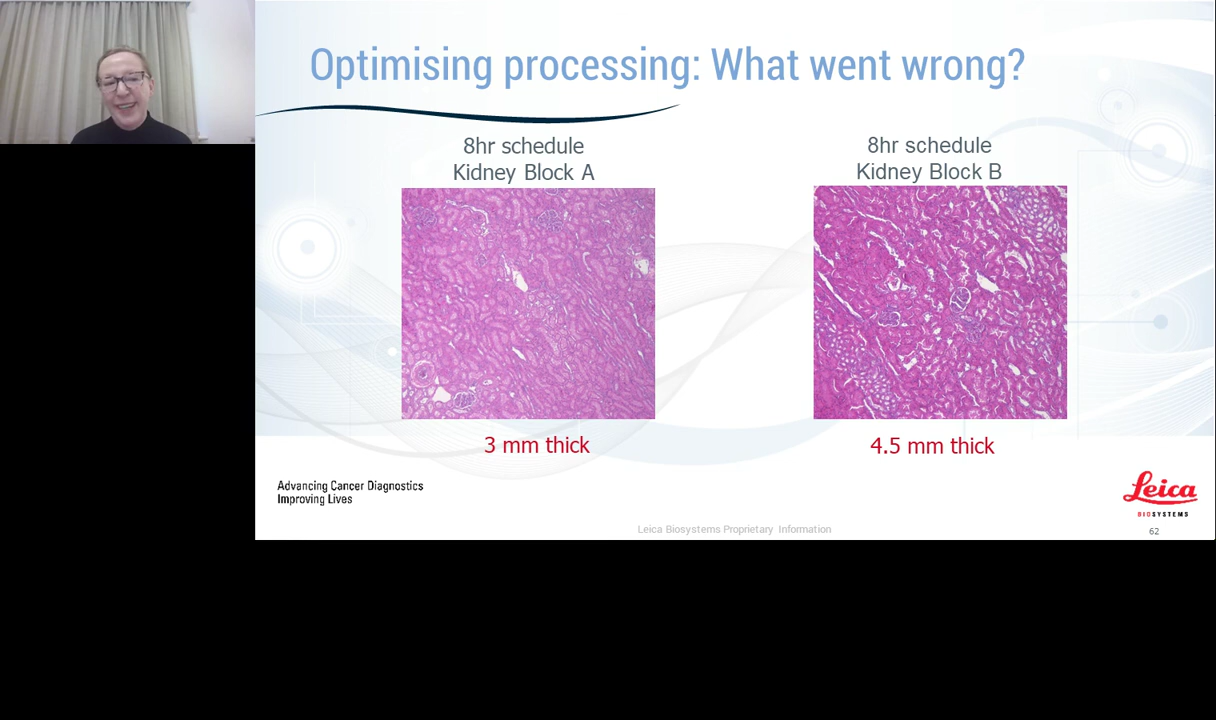 Optimising processing: What went wrong?
8hr schedule
Kidney Block A
8hr schedule
Kidney Block B
3 mm thick
4.5 mm thick
Advancing Cancer Diagnostics
Improving Lives
Leica
BIOSYSTEMS
Leica Biosystems Proprietary Information
62